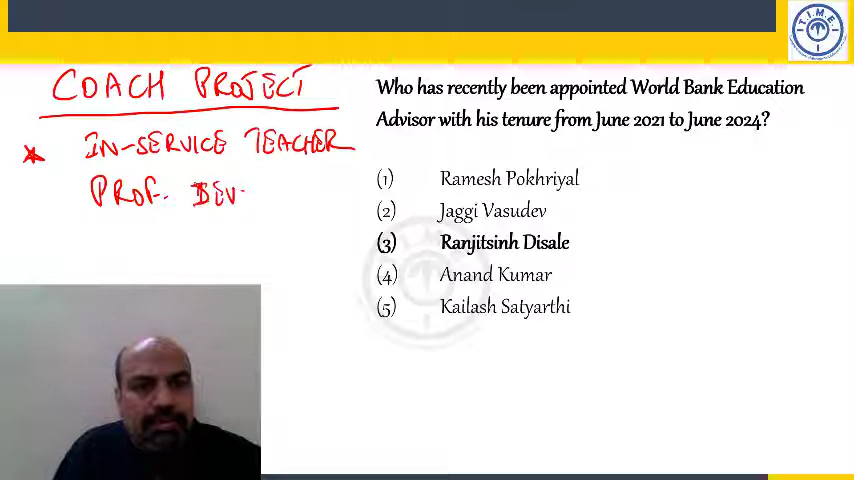 T.I.M.E.
COACH PROJECT
IN-SERVICE TEACHER
PROF. DEV.
Who has recently been appointed World Bank Education
Advisor with his tenure from June 2021 to June 2024?
(1) Ramesh Pokhriyal
(2) Jaggi Vasudev
(3) Ranjitsinh Disale
(4) Anand Kumar
(5) Kailash Satyarthi